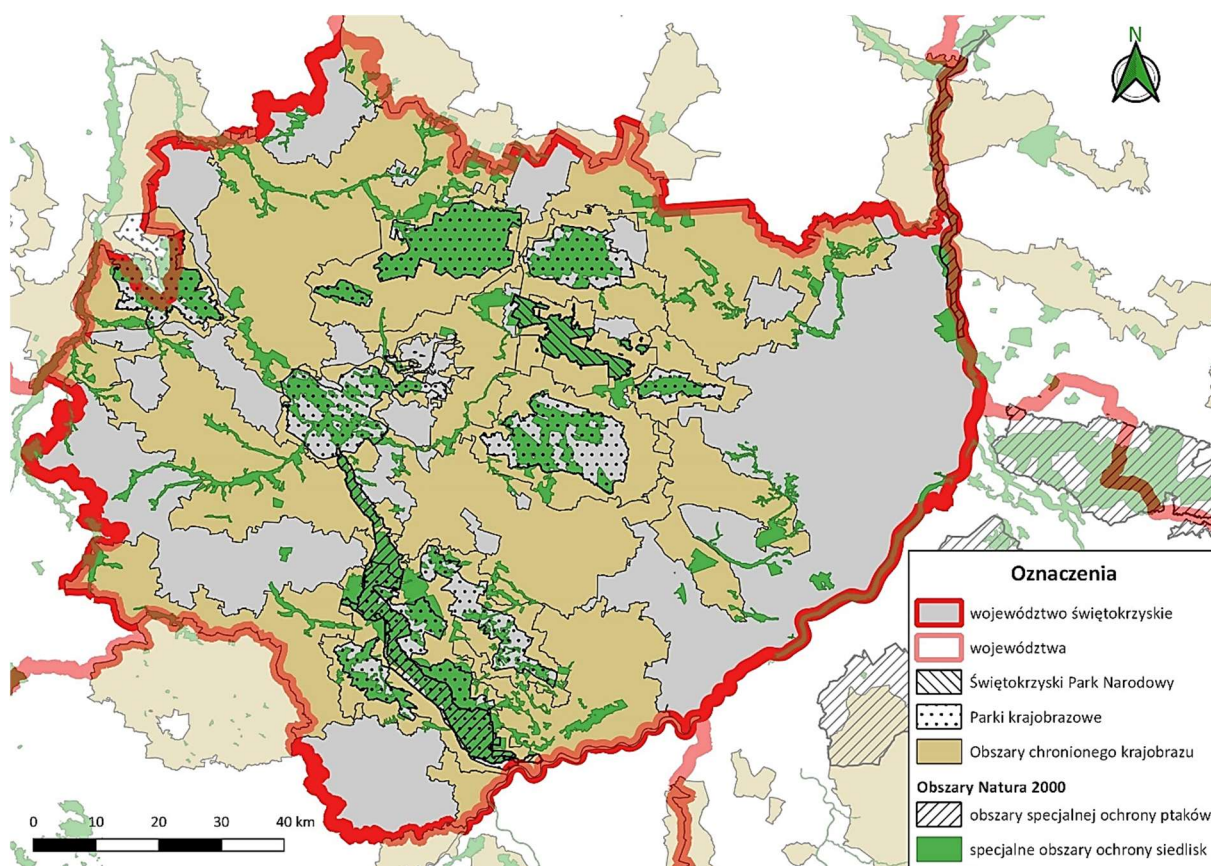 N
Oznaczenia
województwo świętokrzyskie
województwa
Świętokrzyski Park Narodowy
Parki krajobrazowe
Obszary chronionego krajobrazu
Obszary Natura 2000
obszary specjalnej ochrony ptaków
specjalne obszary ochrony siedlisk
0 10 20 30 40 km